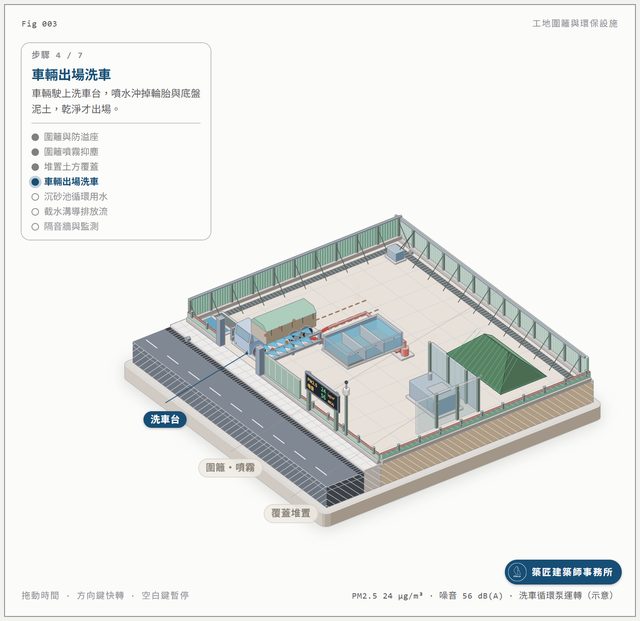 Fig 003
工地圍籬與環保設施
步驟 4 / 7
車輛出場洗車
車輛駛上洗車台，噴水沖掉輪胎與底盤
泥土，乾淨才出場。
圍籬與防溢座
圍籬噴霧抑塵
堆置土方覆蓋
車輛出場洗車
沉砂池循環用水
截水溝導排放流
隔音牆與監測
洗車台
圍籬・噴霧
覆蓋堆置
築匠建築師事務所
拖動時間 · 方向鍵快轉 · 空白鍵暫停
PM2.5 24 μg/m³ · 噪音 56 dB(A) · 洗車循環泵運轉（示意）